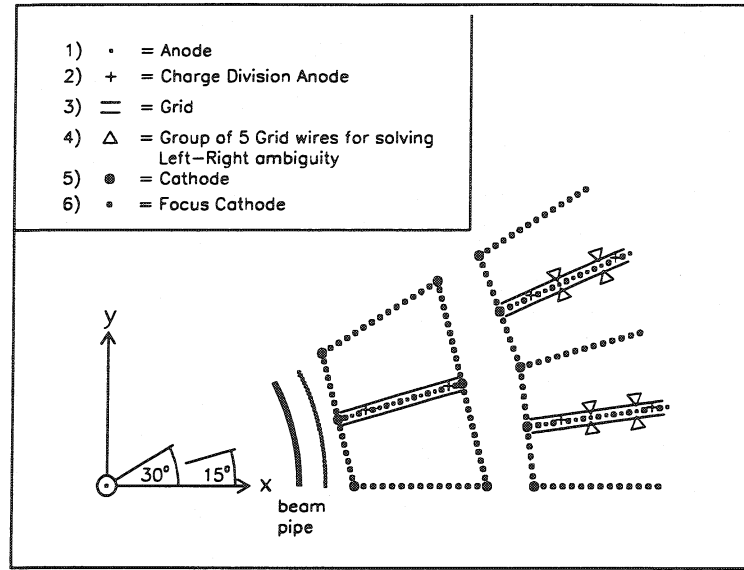 1) · = Anode
2) + = Charge Division Anode
3) = Grid
4) △ = Group of 5 Grid wires for solving
Left-Right ambiguity
5) ● = Cathode
6) • = Focus Cathode
y
30° 15° x
beam
pipe